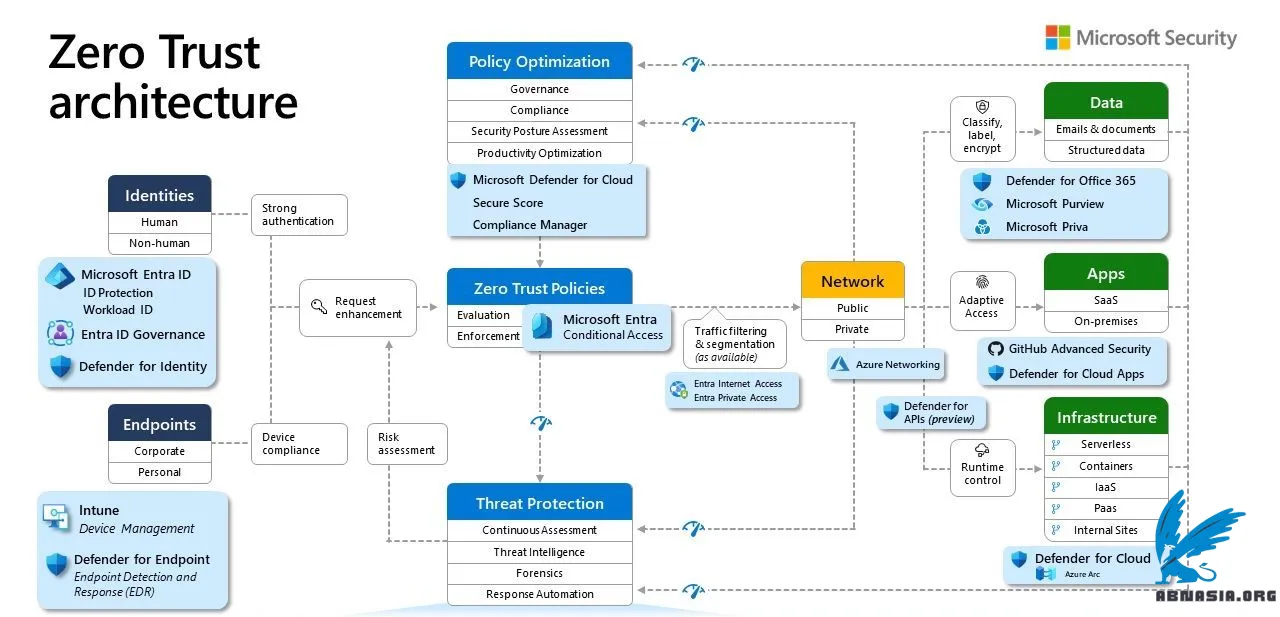 Zero Trust
architecture
Microsoft Security
Policy Optimization
Governance
Compliance
Security Posture Assessment
Productivity Optimization
Microsoft Defender for Cloud
Secure Score
Compliance Manager
Identities
Human
Non-human
Microsoft Entra ID
ID Protection
Workload ID
Entra ID Governance
Defender for Identity
Strong
authentication
Endpoints
Corporate
Personal
Intune
Device Management
Defender for Endpoint
Endpoint Detection and
Response (EDR)
Device
compliance
Request
enhancement
Risk
assessment
Zero Trust Policies
Evaluation
Enforcement
Microsoft Entra
Conditional Access
Traffic filtering
& segmentation
(as available)
Entra Internet Access
Entra Private Access
Threat Protection
Continuous Assessment
Threat Intelligence
Forensics
Response Automation
Network
Public
Private
Azure Networking
Classify,
label,
encrypt
Data
Emails & documents
Structured data
Defender for Office 365
Microsoft Purview
Microsoft Priva
Adaptive
Access
Apps
SaaS
On-premises
GitHub Advanced Security
Defender for Cloud Apps
Defender for
APIs (preview)
Runtime
control
Infrastructure
Serverless
Containers
IaaS
Paas
Internal Sites
Defender for Cloud
Azure Arc
ABNASIA.ORG